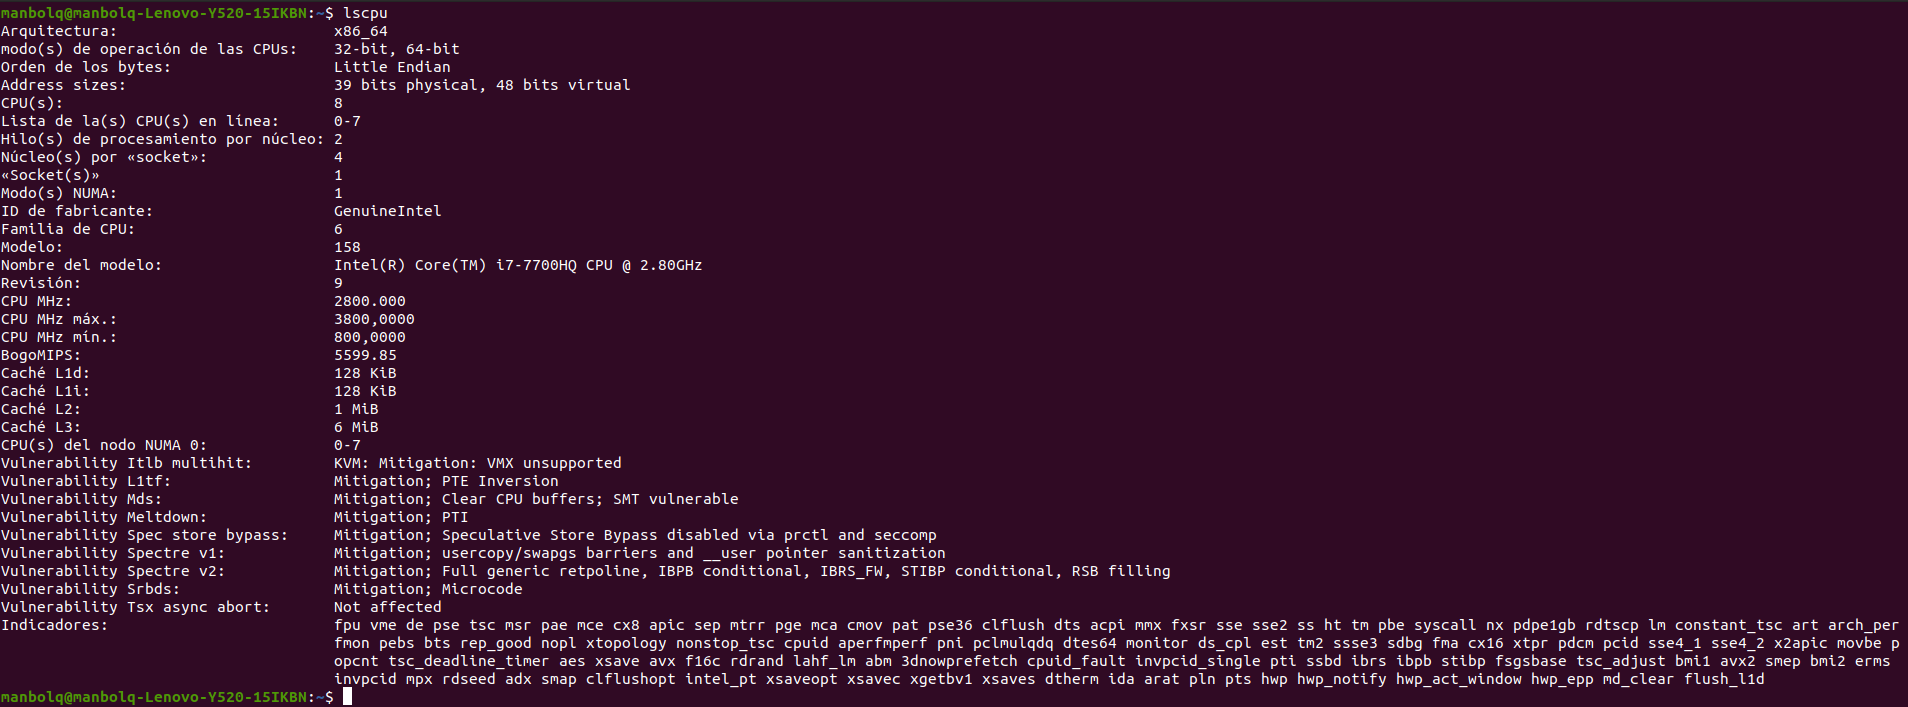 manbolq@manbolq-Lenovo-Y520-15IKBN:~$ lscpu
Arquitectura:                        x86_64
modo(s) de operación de las CPUs:    32-bit, 64-bit
Orden de los bytes:                  Little Endian
Address sizes:                       39 bits physical, 48 bits virtual
CPU(s):                              8
Lista de la(s) CPU(s) en línea:      0-7
Hilo(s) de procesamiento por núcleo: 2
Núcleo(s) por «socket»:              4
«Socket(s)»                          1
Modo(s) NUMA:                        1
ID de fabricante:                    GenuineIntel
Familia de CPU:                      6
Modelo:                              158
Nombre del modelo:                   Intel(R) Core(TM) i7-7700HQ CPU @ 2.80GHz
Revisión:                            9
CPU MHz:                             2800.000
CPU MHz máx.:                        3800,0000
CPU MHz mín.:                        800,0000
BogoMIPS:                            5599.85
Caché L1d:                           128 KiB
Caché L1i:                           128 KiB
Caché L2:                            1 MiB
Caché L3:                            6 MiB
CPU(s) del nodo NUMA 0:              0-7
Vulnerability Itlb multihit:         KVM: Mitigation: VMX unsupported
Vulnerability L1tf:                  Mitigation; PTE Inversion
Vulnerability Mds:                   Mitigation; Clear CPU buffers; SMT vulnerable
Vulnerability Meltdown:              Mitigation; PTI
Vulnerability Spec store bypass:     Mitigation; Speculative Store Bypass disabled via prctl and seccomp
Vulnerability Spectre v1:            Mitigation; usercopy/swapgs barriers and __user pointer sanitization
Vulnerability Spectre v2:            Mitigation; Full generic retpoline, IBPB conditional, IBRS_FW, STIBP conditional, RSB filling
Vulnerability Srbds:                 Mitigation; Microcode
Vulnerability Tsx async abort:       Not affected
Indicadores:                         fpu vme de pse tsc msr pae mce cx8 apic sep mtrr pge mca cmov pat pse36 clflush dts acpi mmx fxsr sse sse2 ss ht tm pbe syscall nx pdpe1gb rdtscp lm constant_tsc art arch_per
fmon pebs bts rep_good nopl xtopology nonstop_tsc cpuid aperfmperf pni pclmulqdq dtes64 monitor ds_cpl est tm2 ssse3 sdbg fma cx16 xtpr pdcm pcid sse4_1 sse4_2 x2apic movbe p
opcnt tsc_deadline_timer aes xsave avx f16c rdrand lahf_lm abm 3dnowprefetch cpuid_fault invpcid_single pti ssbd ibrs ibpb stibp fsgsbase tsc_adjust bmi1 avx2 smep bmi2 erms
invpcid mpx rdseed adx smap clflushopt intel_pt xsaveopt xsavec xgetbv1 xsaves dtherm ida arat pln pts hwp hwp_notify hwp_act_window hwp_epp md_clear flush_l1d
manbolq@manbolq-Lenovo-Y520-15IKBN:~$